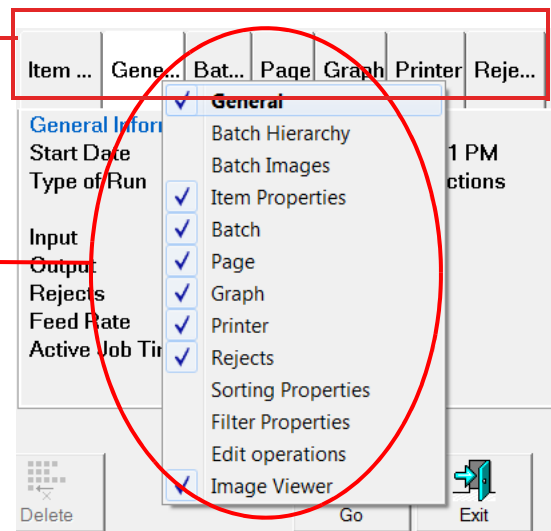 Item ... Gene... Bat... Page Graph Printer Reje...
General
General Infor
Batch Hierarchy
Start Date 1 PM
Batch Images
Type of Run ctions
Item Properties
Input
Batch
Output
Page
Rejects
Graph
Feed Rate
Printer
Active Job Ti
Rejects
Sorting Properties
Filter Properties
Edit operations
Image Viewer
Delete Go Exit